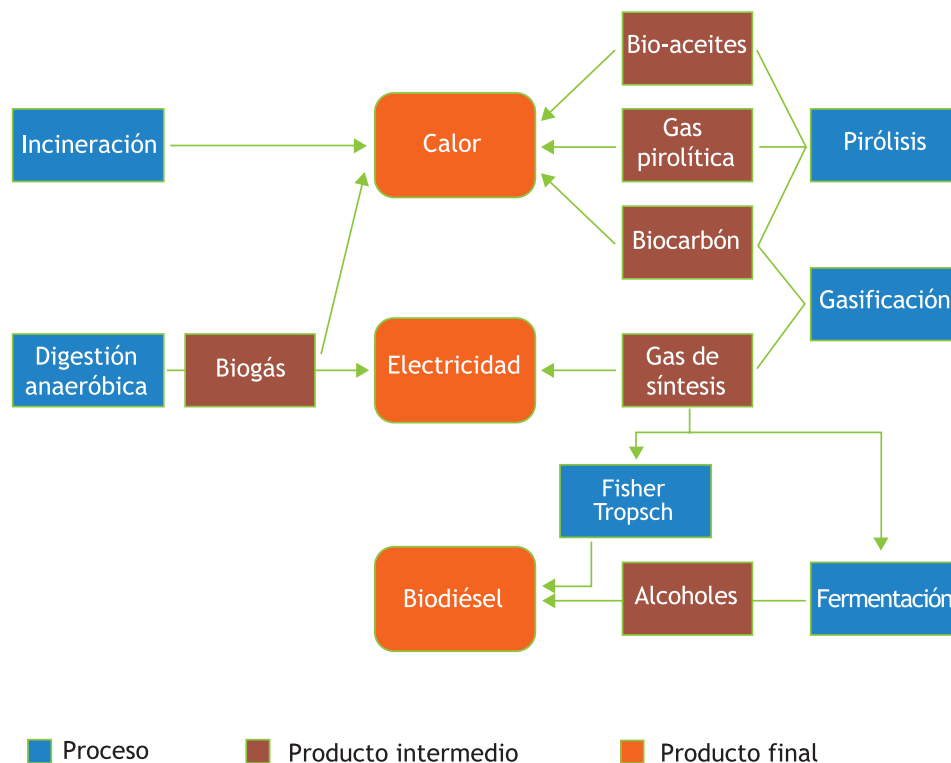 Bio-aceites
Incineración
Calor
Gas
pirolítica
Pirólisis
Biocarbón
Gasificación
Digestión
anaeróbica
Biogás
Electricidad
Gas de
síntesis
Fisher
Tropsch
Biodiésel
Alcoholes
Fermentación
Proceso
Producto intermedio
Producto final